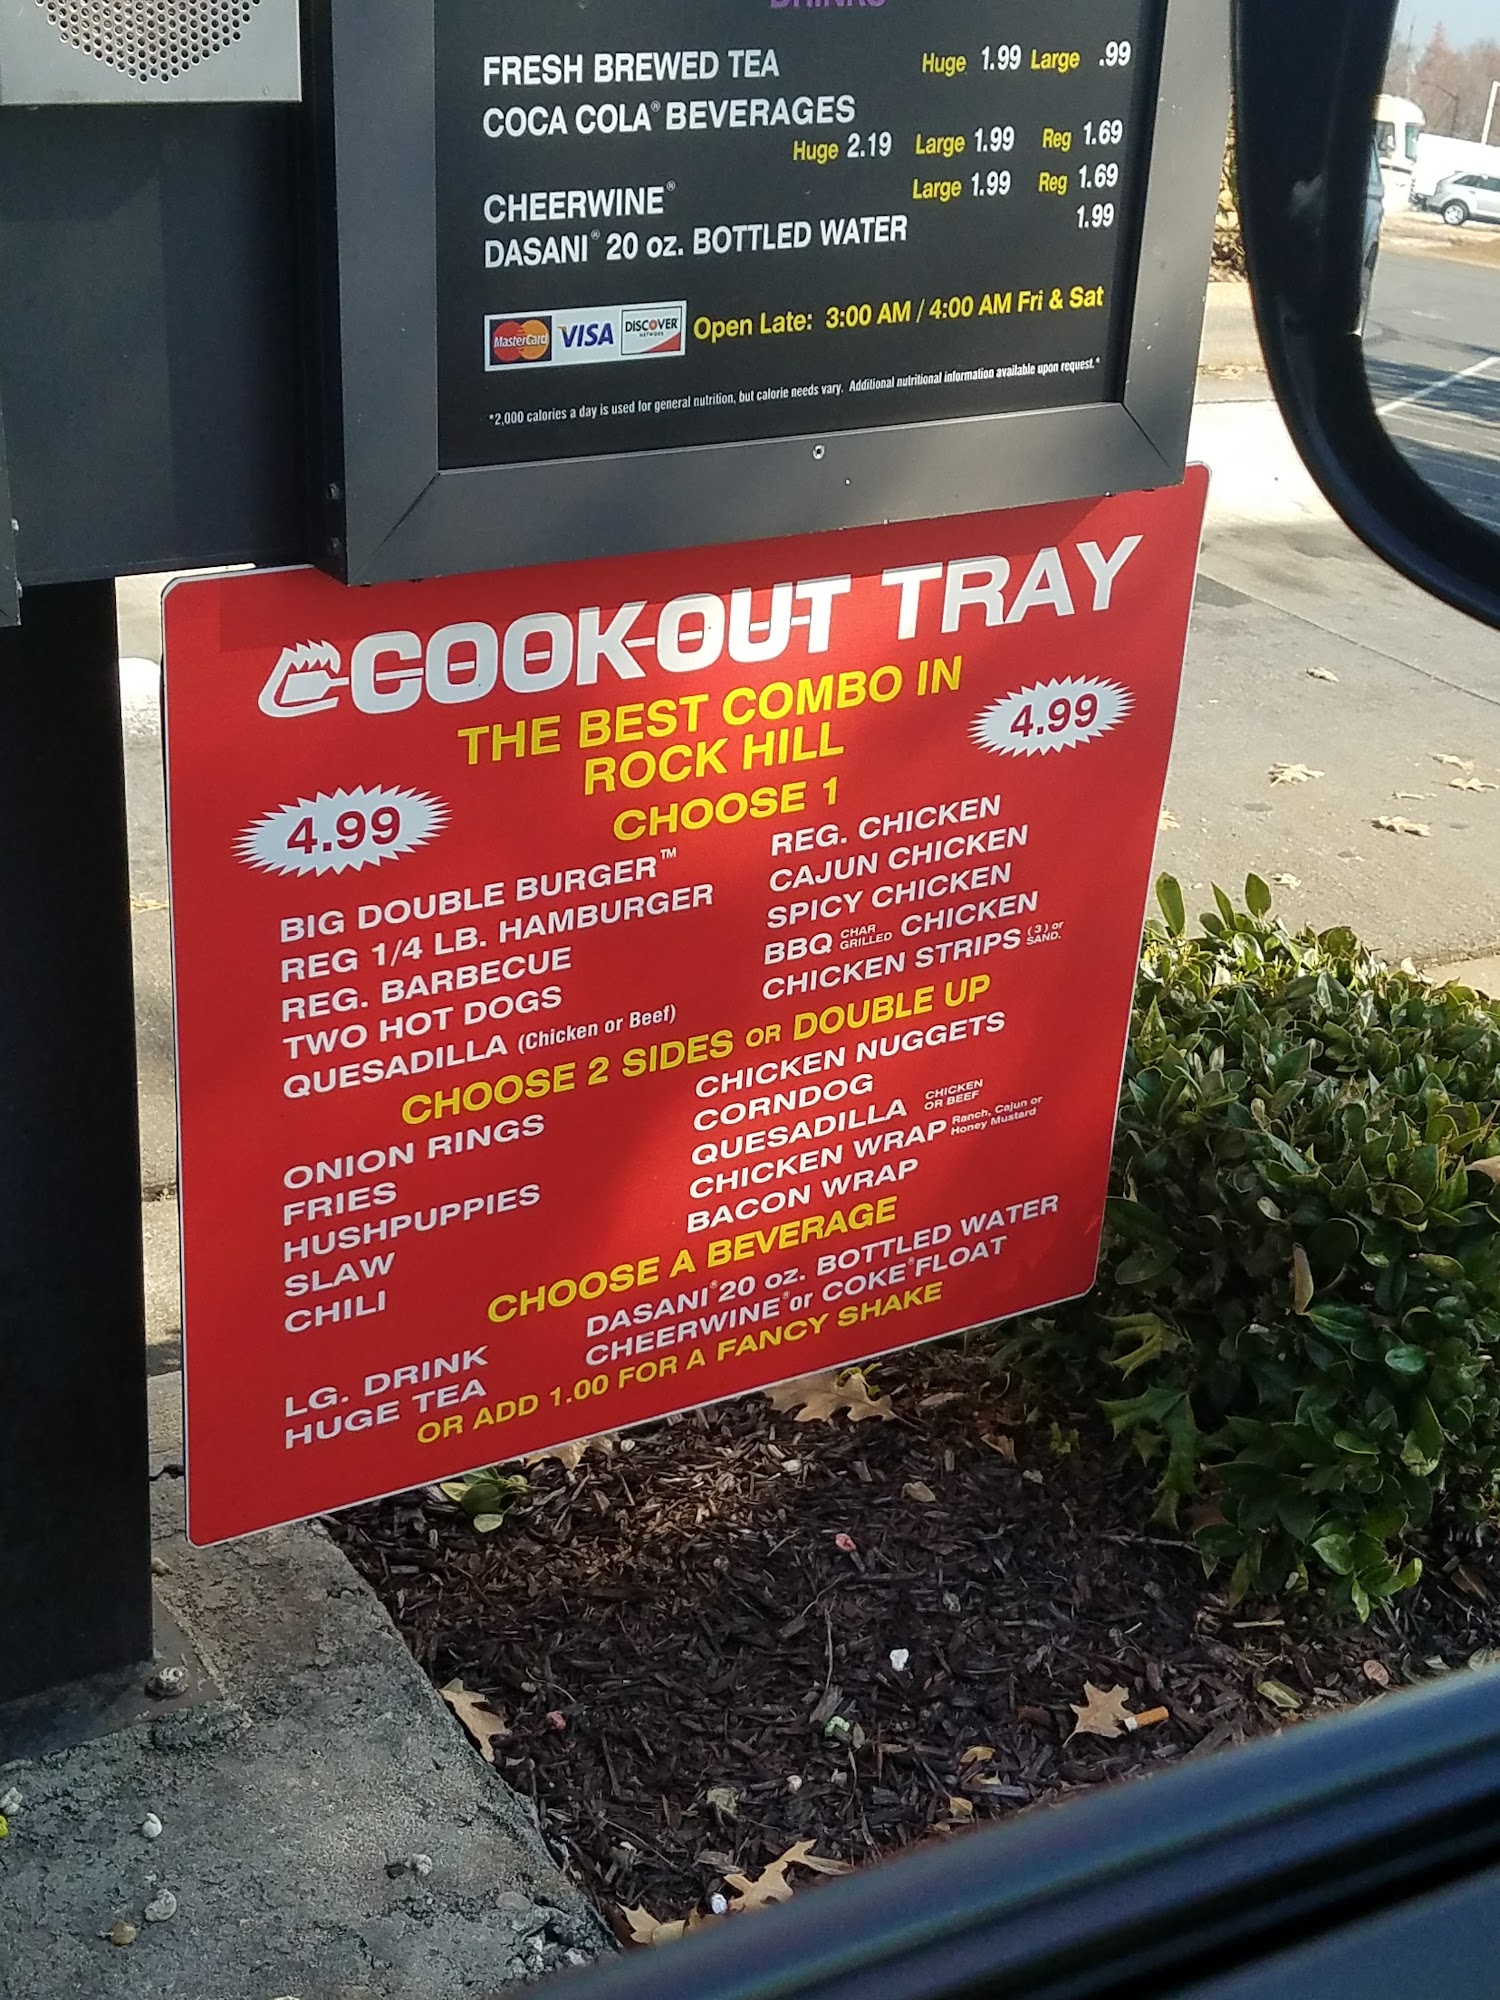 DRINKS
FRESH BREWED TEA Huge 1.99 Large .99
COCA COLA® BEVERAGES
Huge 2.19 Large 1.99 Reg 1.69
CHEERWINE® Large 1.99 Reg 1.69
DASANI® 20 oz. BOTTLED WATER 1.99
MasterCard VISA DISCOVER NETWORK Open Late: 3:00 AM / 4:00 AM Fri & Sat
*2,000 calories a day is used for general nutrition, but calorie needs vary. Additional nutritional information available upon request.*
COOK-OUT TRAY
THE BEST COMBO IN
ROCK HILL
4.99
4.99
CHOOSE 1
BIG DOUBLE BURGER™
REG 1/4 LB. HAMBURGER
REG. BARBECUE
TWO HOT DOGS
QUESADILLA (Chicken or Beef)
REG. CHICKEN
CAJUN CHICKEN
SPICY CHICKEN
BBQ CHAR GRILLED CHICKEN
CHICKEN STRIPS (3) or SAND.
CHOOSE 2 SIDES OR DOUBLE UP
ONION RINGS
FRIES
HUSHPUPPIES
SLAW
CHILI
CHICKEN NUGGETS
CORNDOG
QUESADILLA CHICKEN OR BEEF
CHICKEN WRAP Ranch, Cajun or Honey Mustard
BACON WRAP
CHOOSE A BEVERAGE
LG. DRINK
HUGE TEA
DASANI® 20 oz. BOTTLED WATER
CHEERWINE® or COKE® FLOAT
OR ADD 1.00 FOR A FANCY SHAKE